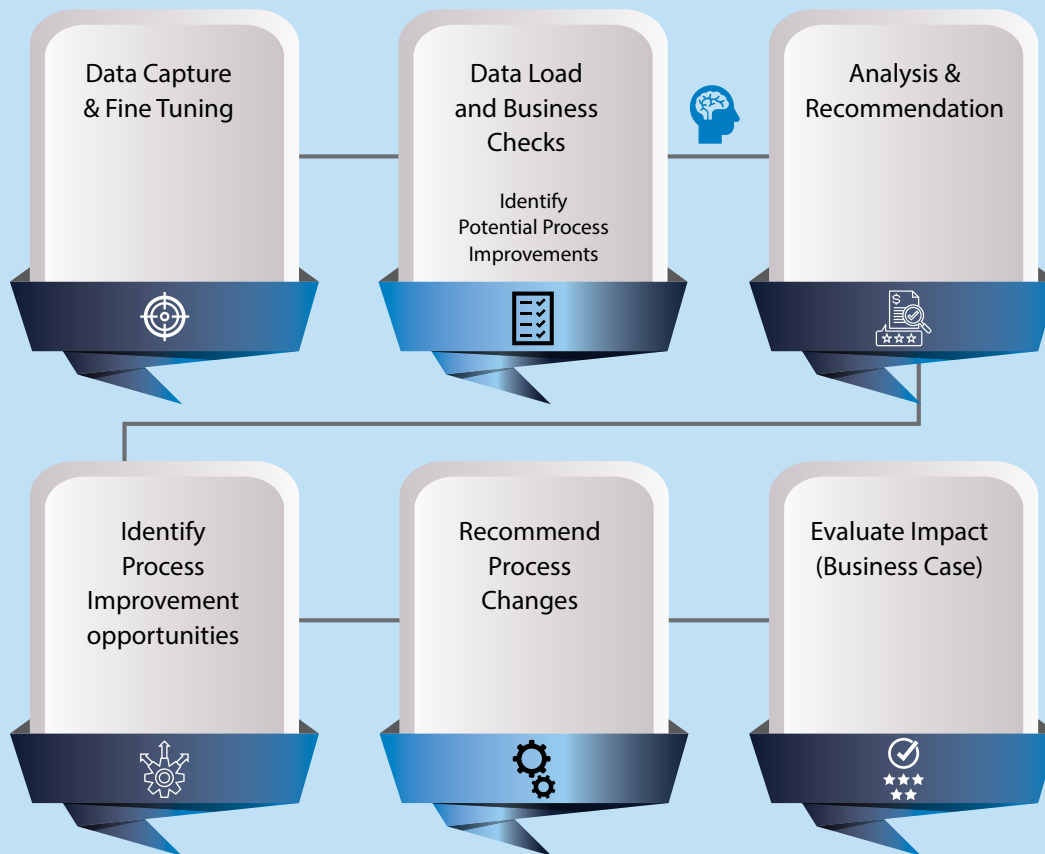 Data Capture
& Fine Tuning
Data Load
and Business
Checks
Identify
Potential Process
Improvements
Analysis &
Recommendation
Identify
Process
Improvement
opportunities
Recommend
Process
Changes
Evaluate Impact
(Business Case)